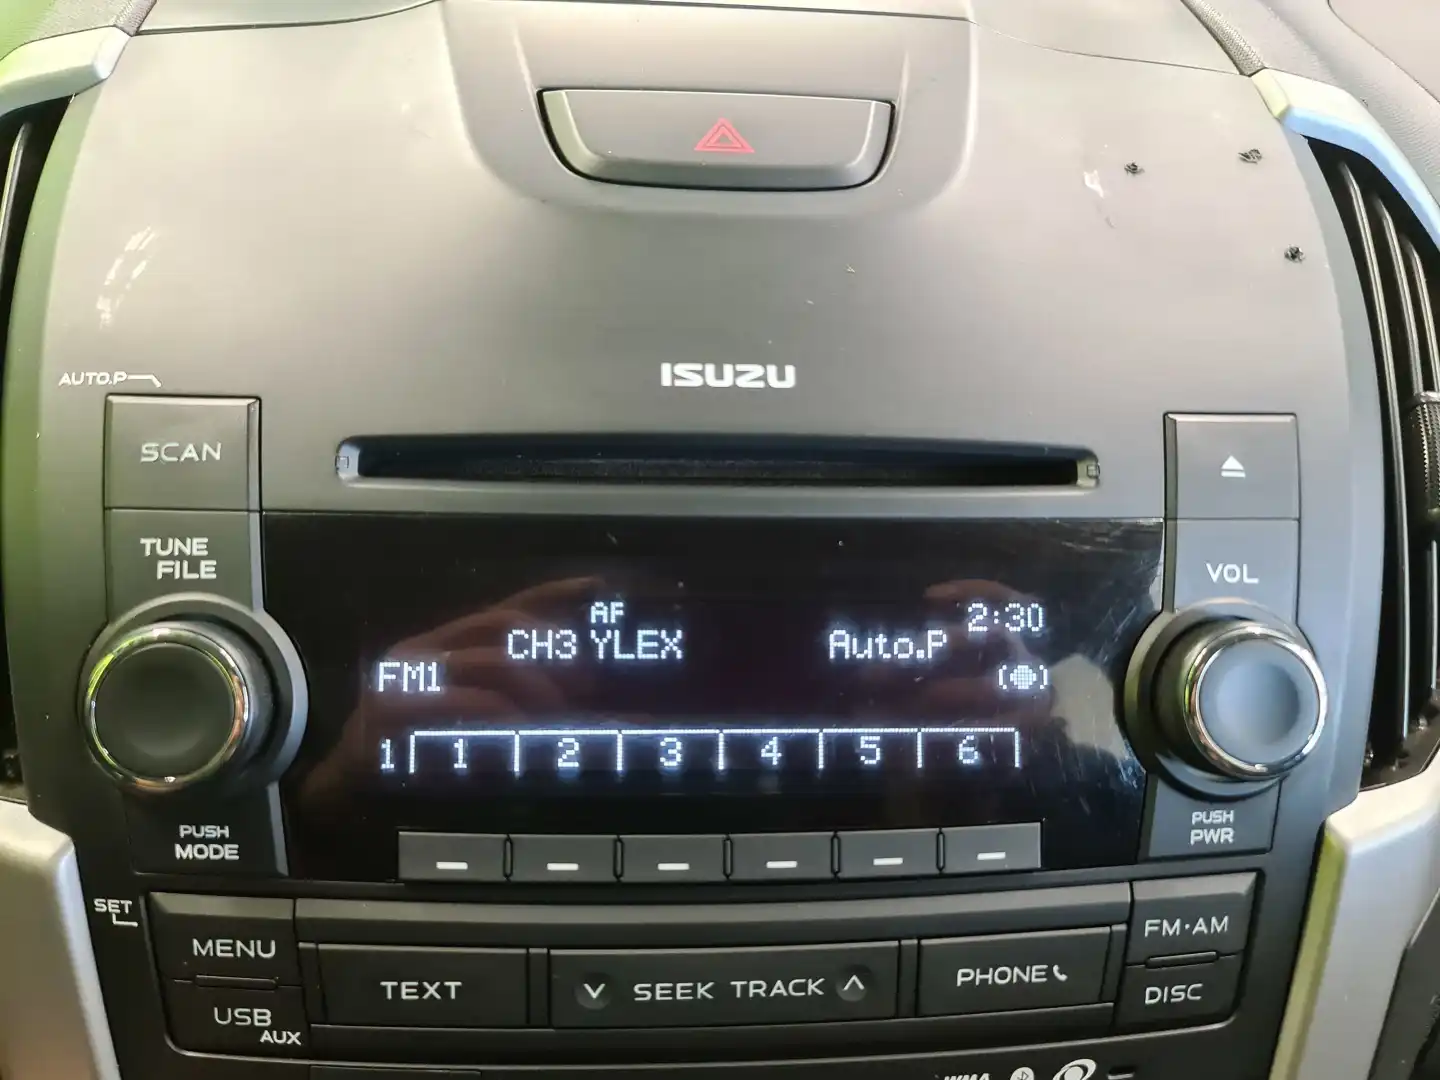 ISUZU
AUTO.P
SCAN
TUNE
FILE
VOL
AF
2:30
CH3 YLEX
Auto.P
FM1
1 1 2 3 4 5 6
PUSH
MODE
PUSH
PWR
SET
MENU
FM·AM
TEXT
SEEK TRACK
PHONE
DISC
USB
AUX